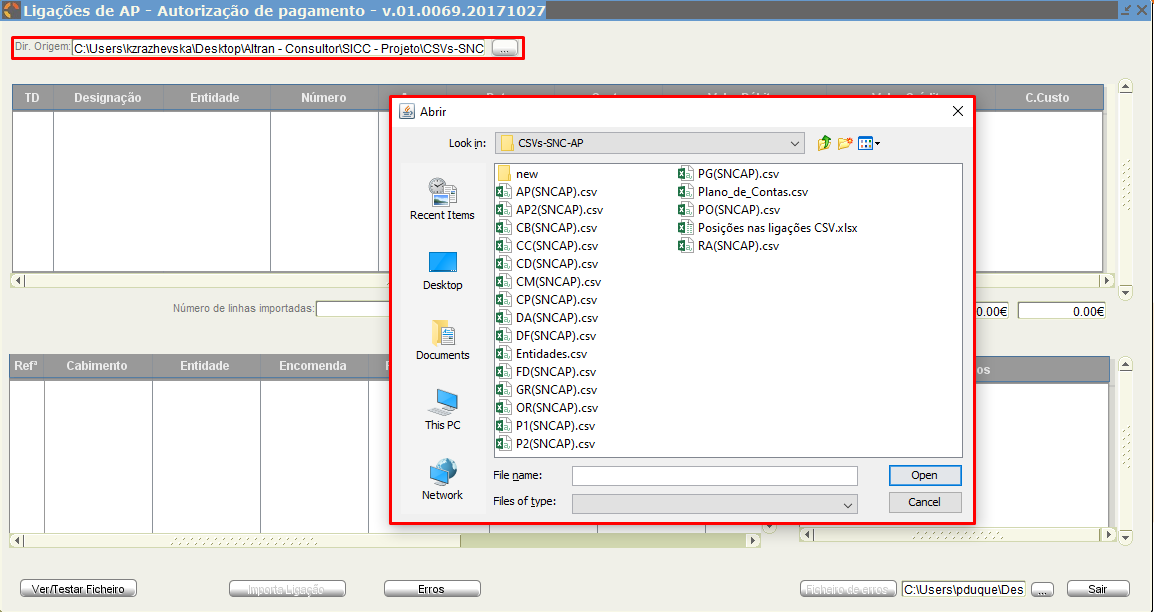 Ligações de AP - Autorização de pagamento - v.01.0069.20171027
Dir. Origem: C:\Users\kzrazhevska\Desktop\Altran - Consultor\SICC - Projeto\CSVs-SNC ...
TD Designação Entidade Número C.Custo
Abrir
Look in: CSVs-SNC-AP
Recent Items
Desktop
Documents
This PC
Network
new
AP(SNCAP).csv
AP2(SNCAP).csv
CB(SNCAP).csv
CC(SNCAP).csv
CD(SNCAP).csv
CM(SNCAP).csv
CP(SNCAP).csv
DA(SNCAP).csv
DF(SNCAP).csv
Entidades.csv
FD(SNCAP).csv
GR(SNCAP).csv
OR(SNCAP).csv
P1(SNCAP).csv
P2(SNCAP).csv
PG(SNCAP).csv
Plano_de_Contas.csv
PO(SNCAP).csv
Posições nas ligações CSV.xlsx
RA(SNCAP).csv
File name: Open
Files of type: Cancel
Número de linhas importadas: 0.00€ 0.00€
Refª Cabimento Entidade Encomenda os
Ver/Testar Ficheiro Importa Ligação Erros Ficheiro de erros C:\Users\pduque\Des ... Sair